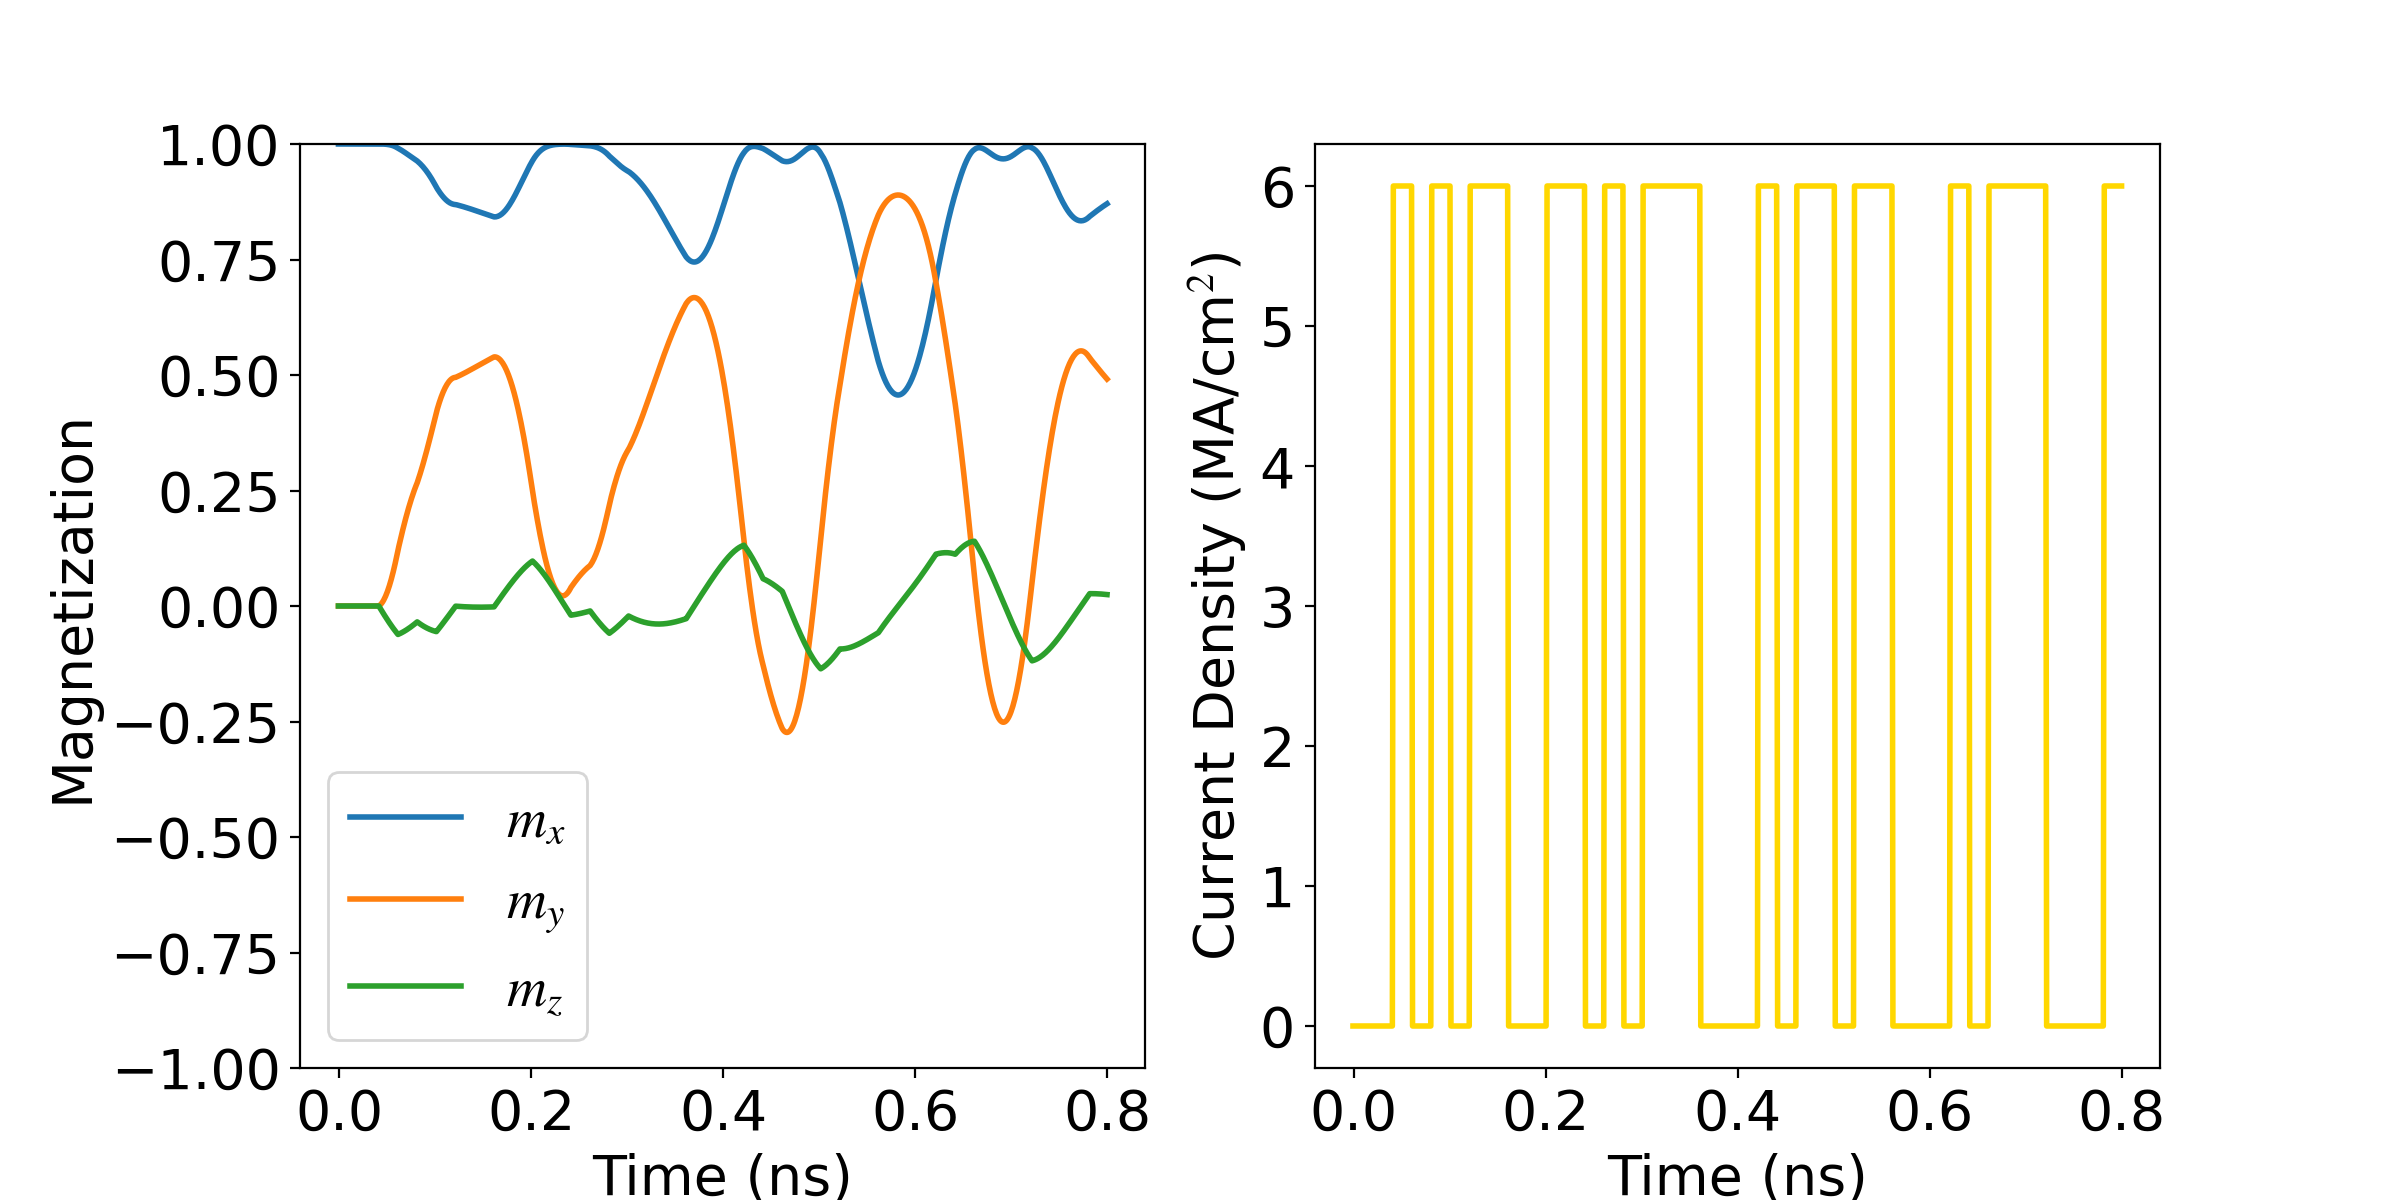 Magnetization
1.00
0.75
0.50
0.25
0.00
−0.25
−0.50
−0.75
−1.00
m_x
m_y
m_z
0.0 0.2 0.4 0.6 0.8
Time (ns)
Current Density (MA/cm²)
6
5
4
3
2
1
0
0.0 0.2 0.4 0.6 0.8
Time (ns)